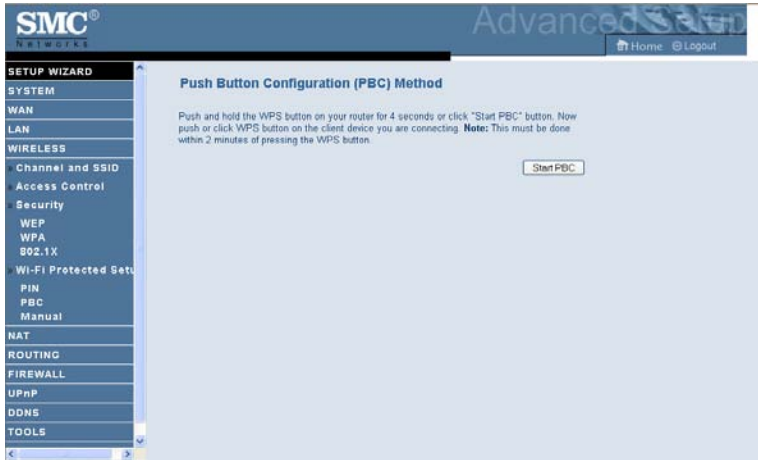 SMC®
Networks
Advanced Setup
Home Logout
SETUP WIZARD
SYSTEM
WAN
LAN
WIRELESS
Channel and SSID
Access Control
Security
WEP
WPA
802.1X
Wi-Fi Protected Setu
PIN
PBC
Manual
NAT
ROUTING
FIREWALL
UPnP
DDNS
TOOLS
Push Button Configuration (PBC) Method
Push and hold the WPS button on your router for 4 seconds or click "Start PBC" button. Now
push or click WPS button on the client device you are connecting. Note: This must be done
within 2 minutes of pressing the WPS button.
Start PBC